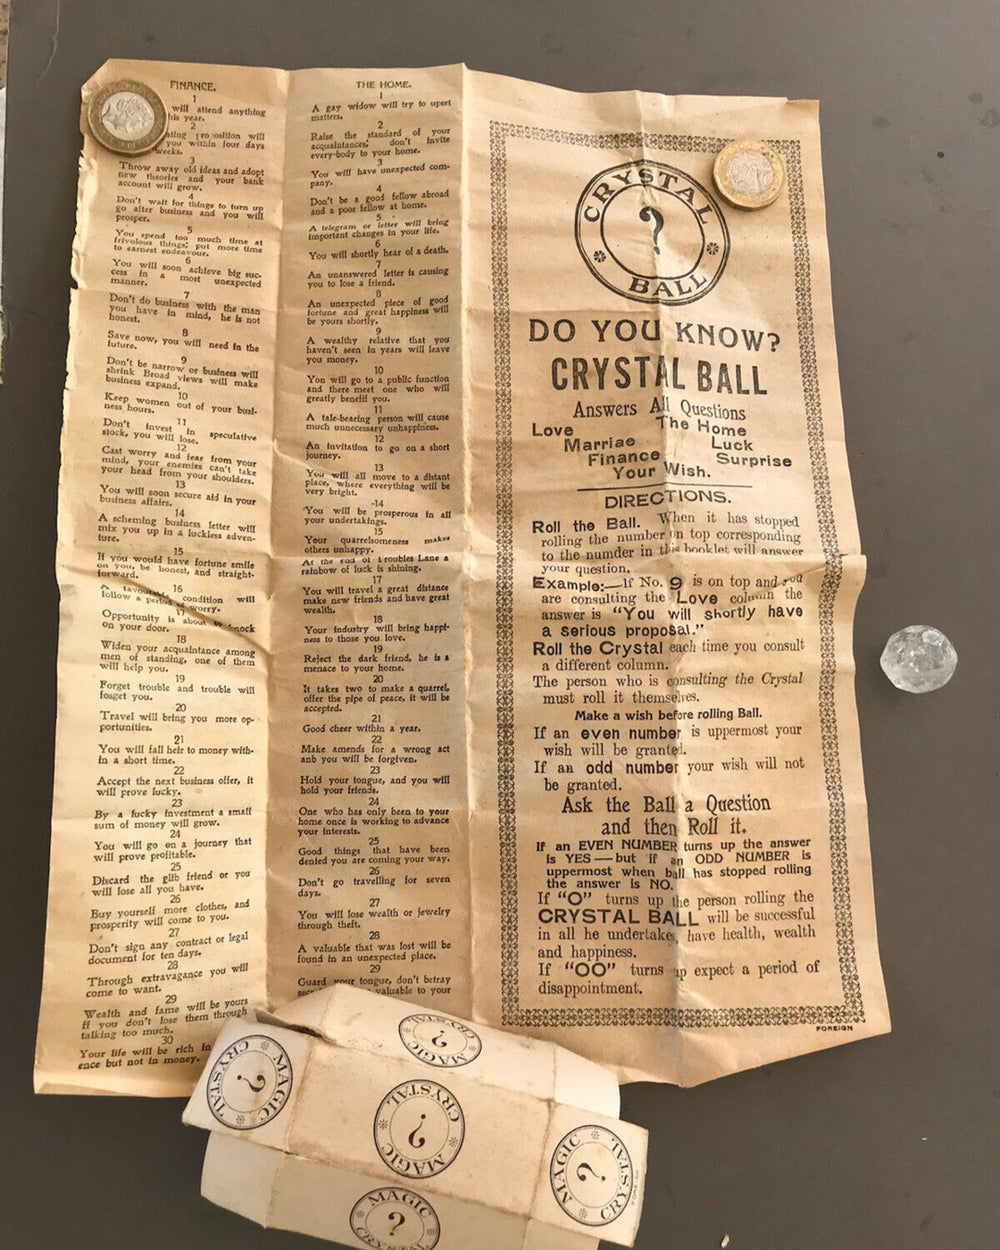 FINANCE.
1
will attend anything
his year.
2
sting proposition will
you within four days
weeks.
3
Throw away old ideas and adopt
new theories and your bank
account will grow.
4
Don't wait for things to turn up
go after business and you will
prosper.
5
You spend too much time at
frivolous things; put more time
to earnest endeavour.
6
You will soon achieve big suc-
cess in a most unexpected
manner.
7
Don't do business with the man
you have in mind, he is not
honest.
8
Save now, you will need in the
future.
9
Don't be narrow or business will
shrink Broad views will make
business expand.
10
Keep women out of your busi-
ness hours.
11
Don't invest in speculative
stock, you will lose.
12
Cast worry and fear from your
mind, your enemies can't take
your head from your shoulders.
13
You will soon secure aid in your
business affairs.
14
A scheming business letter will
mix you up in a luckless adven-
ture.
15
If you would have fortune smile
on you, be honest, and straight-
forward.
16
A favourable condition will
follow a period of worry.
17
Opportunity is about to knock
on your door.
18
Widen your acquaintance among
men of standing, one of them
will help you.
19
Forget trouble and trouble will
fosget you.
20
Travel will bring you more op-
portunities.
21
You will fall heir to money with-
in a short time.
22
Accept the next business offer, it
will prove lucky.
23
By a lucky investment a small
sum of money will grow.
24
You will go on a journey that
will prove profitable.
25
Discard the glib friend or you
will lose all you have.
26
Buy yourself more clothes, and
prosperity will come to you.
27
Don't sign any contract or legal
document for ten days.
28
Through extravagance you will
come to want.
29
Wealth and fame will be yours
if you don't lose them through
talking too much.
30
Your life will be rich in
ence but not in money.
THE HOME.
1
A gay widow will try to upset
matters.
2
Raise the standard of your
acquaintances, don't invite
every-body to your home.
3
You will have unexpected com-
pany.
4
Don't be a good fellow abroad
and a poor fellow at home.
5
A telegram or letter will bring
important changes in your life.
6
You will shortly hear of a death.
7
An unanswered letter is causing
you to lose a friend.
8
An unexpected piece of good
fortune and great happiness will
be yours shortly.
9
A wealthy relative that you
haven't seen in years will leave
you money.
10
You will go to a public function
and there meet one who will
greatly benefit you.
11
A tale-bearing person will cause
much unnecessary unhappiness.
12
An invitation to go on a short
journey.
13
You will all move to a distant
place, where everything will be
very bright.
-14
You will be prosperous in all
your undertakings.
15
Your quarrelsomeness makes
others unhappy.
At the end of Troubles Lane a
rainbow of luck is shining.
17
You will travel a great distance
make new friends and have great
wealth.
18
Your industry will bring happi-
ness to those you love.
19
Reject the dark friend, he is a
menace to your home.
20
It takes two to make a quarrel,
offer the pipe of peace, it will be
accepted.
21
Good cheer within a year.
22
Make amends for a wrong act
anb you will be forgiven.
23
Hold your tongue, and you will
hold your friends.
24
One who has only been to your
home once is working to advance
your interests.
25
Good things that have been
denied you are coming your way.
26
Don't go travelling for seven
days.
27
You will lose wealth or jewelry
through theft.
28
A valuable that was lost will be
found in an unexpected place.
29
Guard your tongue, don't betray
valuable to your
CRYSTAL
?
BALL
DO YOU KNOW?
CRYSTAL BALL
Answers All Questions
Love The Home
Marriae Luck
Finance Surprise
Your Wish.
DIRECTIONS.
Roll the Ball. When it has stopped
rolling the number on top corresponding
to the numder in this booklet will answer
your question.
Example:—If No. 9 is on top and you
are consulting the Love column the
answer is "You will shortly have
a serious proposal."
Roll the Crystal each time you consult
a different column.
The person who is consulting the Crystal
must roll it themselves.
Make a wish before rolling Ball.
If an even number is uppermost your
wish will be granted.
If an odd number your wish will not
be granted.
Ask the Ball a Question
and then Roll it.
If an EVEN NUMBER turns up the answer
is YES — but if an ODD NUMBER is
uppermost when ball has stopped rolling
the answer is NO.
If "O" turns up the person rolling the
CRYSTAL BALL will be successful
in all he undertakes, have health, wealth
and happiness.
If "OO" turns up expect a period of
disappointment.
FOREIGN
MAGIC
?
CRYSTAL
MAGIC
?
CRYSTAL
MAGIC
?
CRYSTAL
MAGIC
?
CRYSTAL
FOREIGN
MAGIC
?
CRYSTAL